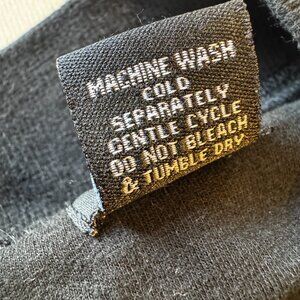 MACHINE WASH
COLD
SEPARATELY
GENTLE CYCLE
DO NOT BLEACH
& TUMBLE DRY